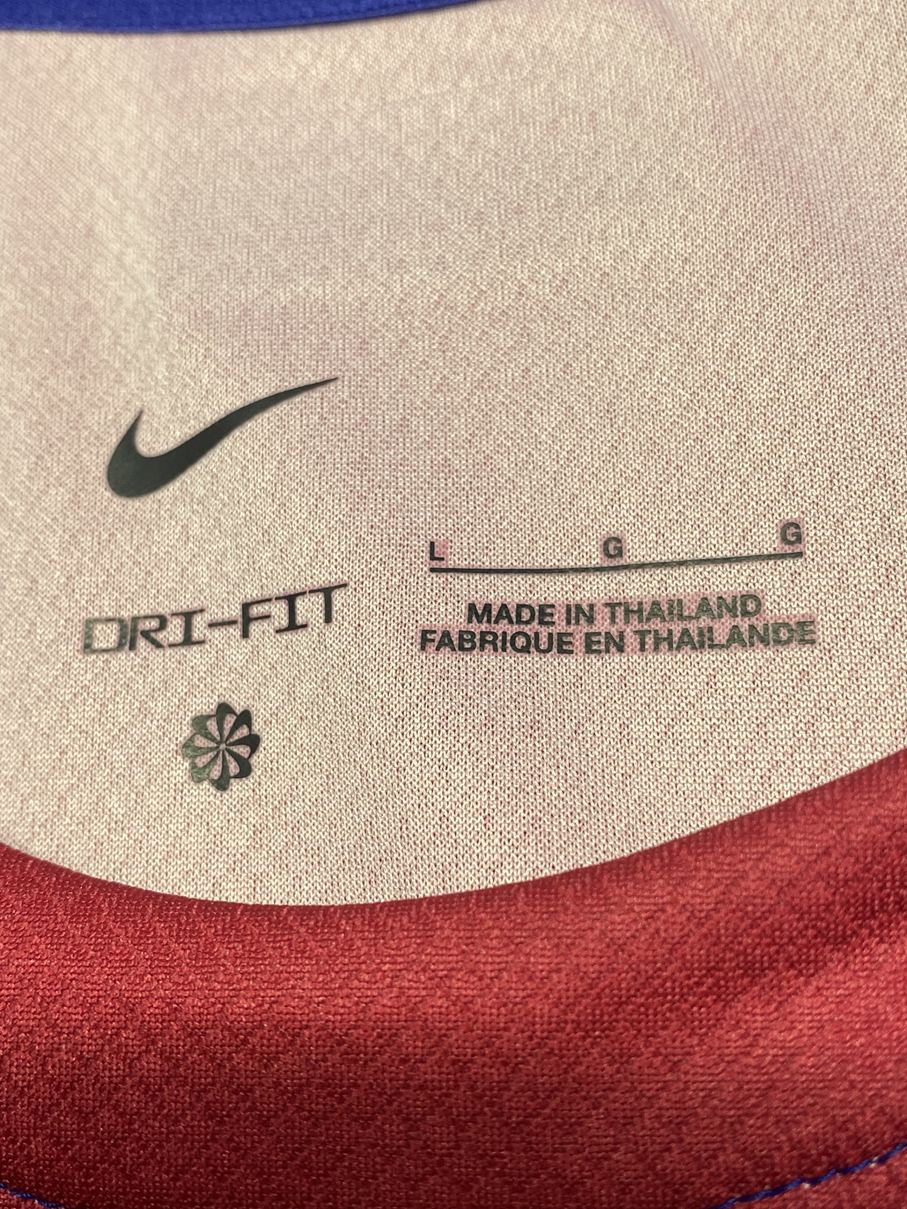 DRI-FIT
L G G
MADE IN THAILAND
FABRIQUE EN THAILANDE